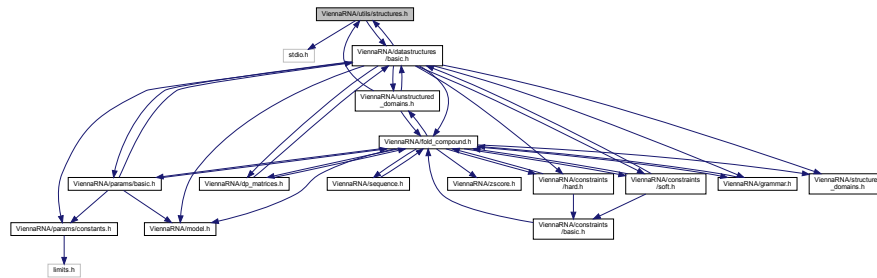 ViennaRNA/utils/structures.h
stdio.h
ViennaRNA/datastructures
/basic.h
ViennaRNA/unstructured
_domains.h
ViennaRNA/fold_compound.h
ViennaRNA/params/basic.h
ViennaRNA/dp_matrices.h
ViennaRNA/sequence.h
ViennaRNA/zscore.h
ViennaRNA/constraints
/hard.h
ViennaRNA/constraints
/soft.h
ViennaRNA/grammar.h
ViennaRNA/structured
_domains.h
ViennaRNA/params/constants.h
ViennaRNA/model.h
ViennaRNA/constraints
/basic.h
limits.h